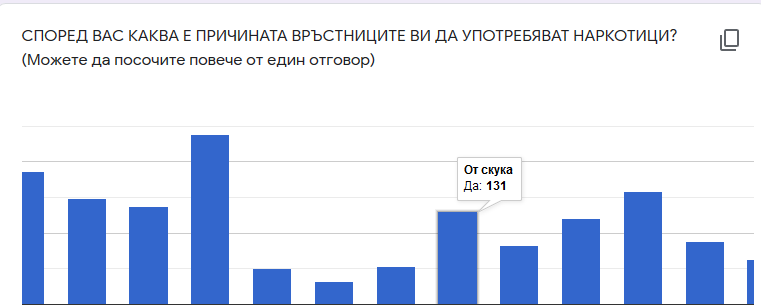 СПОРЕД ВАС КАКВА Е ПРИЧИНАТА ВРЪСТНИЦИТЕ ВИ ДА УПОТРЕБЯВАТ НАРКОТИЦИ?
(Можете да посочите повече от един отговор)
От скука
Да: 131